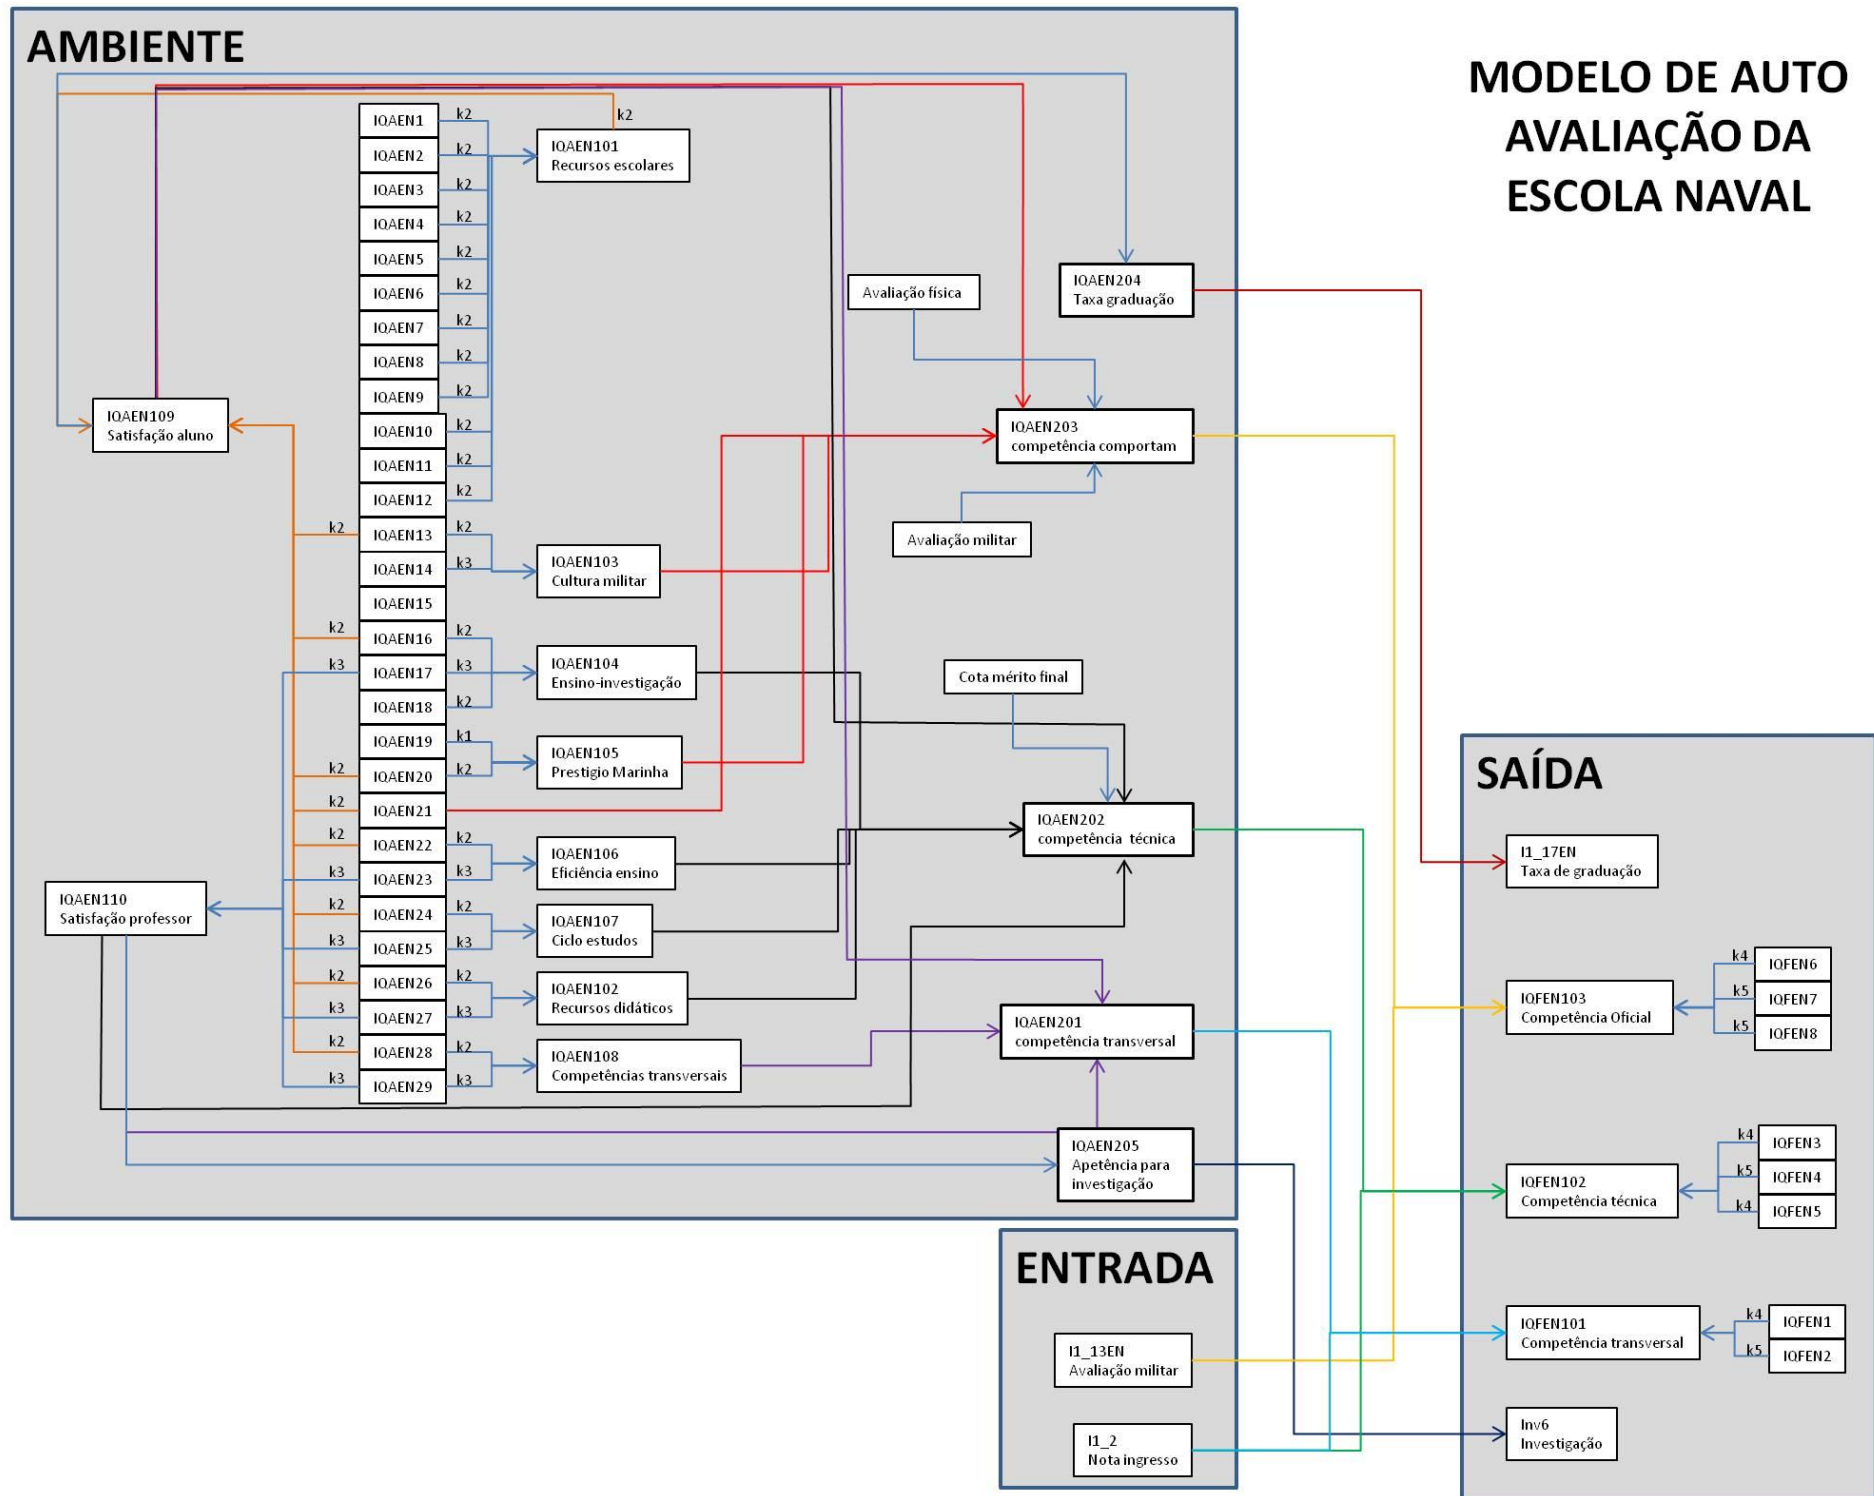 AMBIENTE
MODELO DE AUTO
AVALIAÇÃO DA
ESCOLA NAVAL
k2
IQAEN101
Recursos escolares
IQAEN1
k2
IQAEN2
k2
IQAEN3
k2
IQAEN4
k2
IQAEN5
k2
IQAEN6
k2
IQAEN7
k2
IQAEN8
k2
IQAEN9
k2
IQAEN10
k2
IQAEN11
k2
IQAEN12
k2
k2
IQAEN13
k2
IQAEN14
k3
IQAEN15
k2
IQAEN16
k2
k3
IQAEN17
k3
IQAEN18
k2
IQAEN19
k1
k2
IQAEN20
k2
k2
IQAEN21
k2
IQAEN22
k2
k3
IQAEN23
k3
k2
IQAEN24
k2
k3
IQAEN25
k3
k2
IQAEN26
k2
k3
IQAEN27
k3
k2
IQAEN28
k2
k3
IQAEN29
k3
IQAEN109
Satisfação aluno
IQAEN110
Satisfação professor
IQAEN103
Cultura militar
IQAEN104
Ensino-investigação
IQAEN105
Prestigio Marinha
IQAEN106
Eficiência ensino
IQAEN107
Ciclo estudos
IQAEN102
Recursos didáticos
IQAEN108
Competências transversais
Avaliação física
IQAEN204
Taxa graduação
IQAEN203
competência comportam
Avaliação militar
Cota mérito final
IQAEN202
competência técnica
IQAEN201
competência transversal
IQAEN205
Apetência para
investigação
ENTRADA
I1_13EN
Avaliação militar
I1_2
Nota ingresso
SAÍDA
I1_17EN
Taxa de graduação
IQFEN103
Competência Oficial
k4
IQFEN6
k5
IQFEN7
k5
IQFEN8
IQFEN102
Competência técnica
k4
IQFEN3
k5
IQFEN4
k4
IQFEN5
IQFEN101
Competência transversal
k4
IQFEN1
k5
IQFEN2
Inv6
Investigação